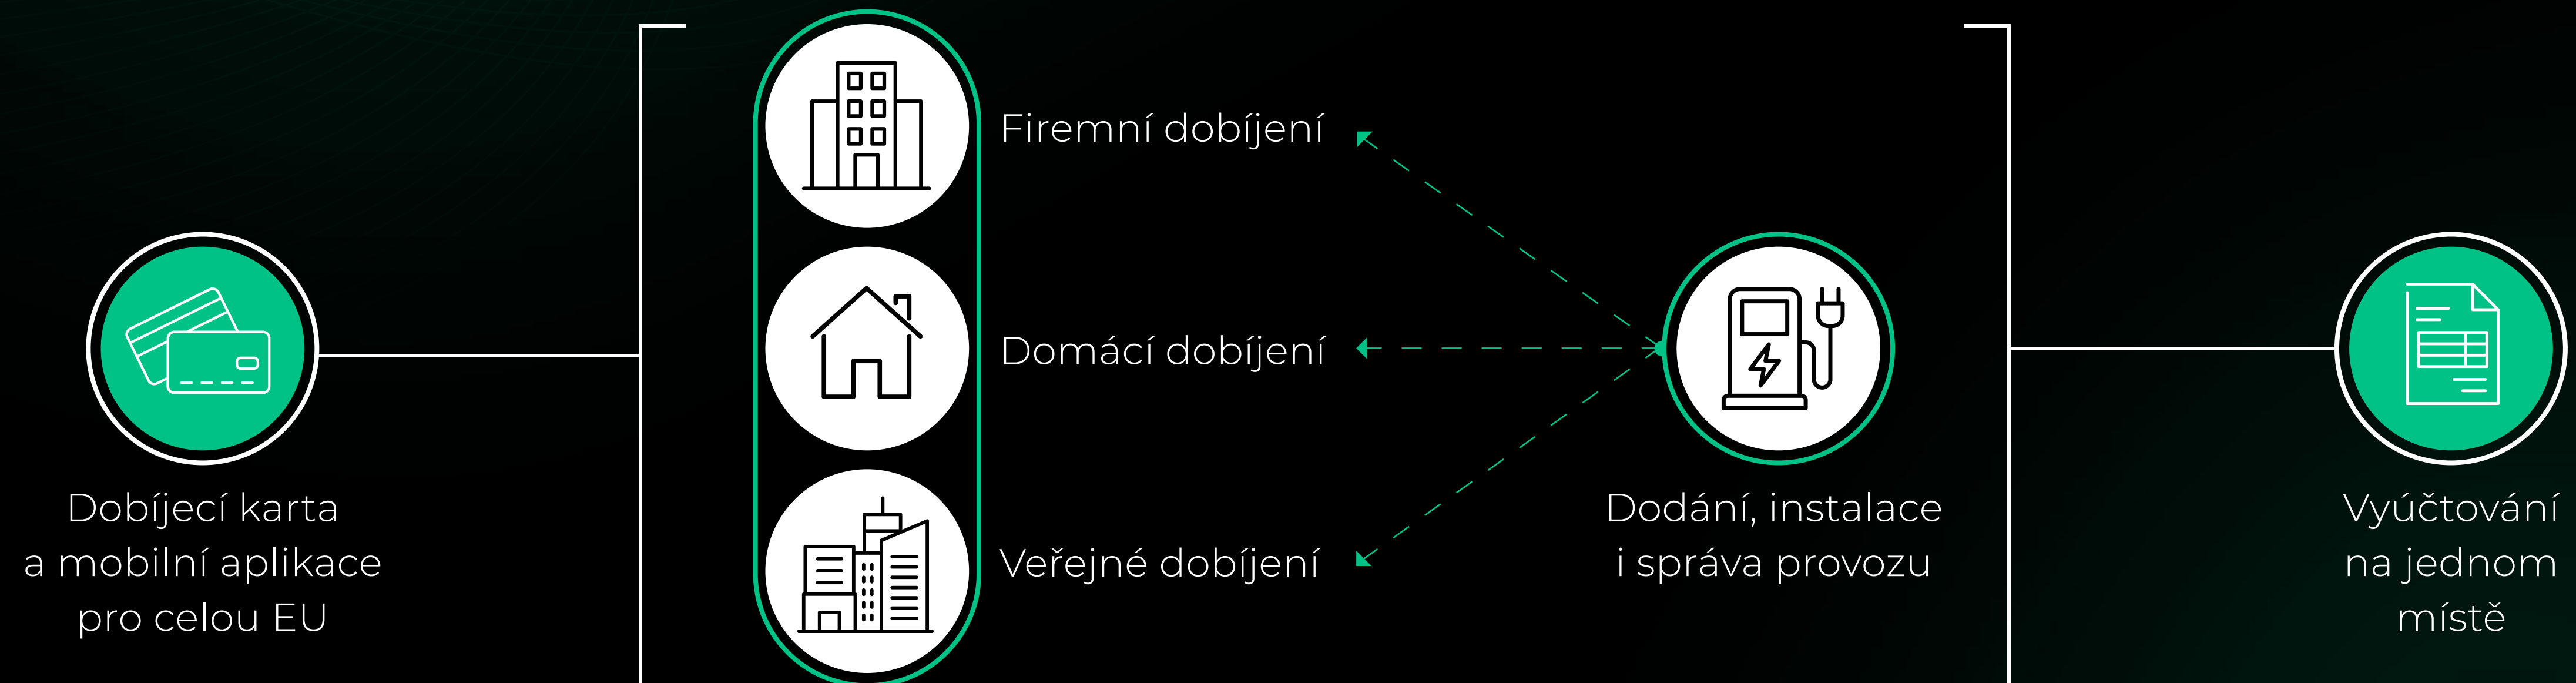 Dobíjecí karta
a mobilní aplikace
pro celou EU
Firemní dobíjení
Domácí dobíjení
Veřejné dobíjení
Dodání, instalace
i správa provozu
Vyúčtování
na jednom
místě